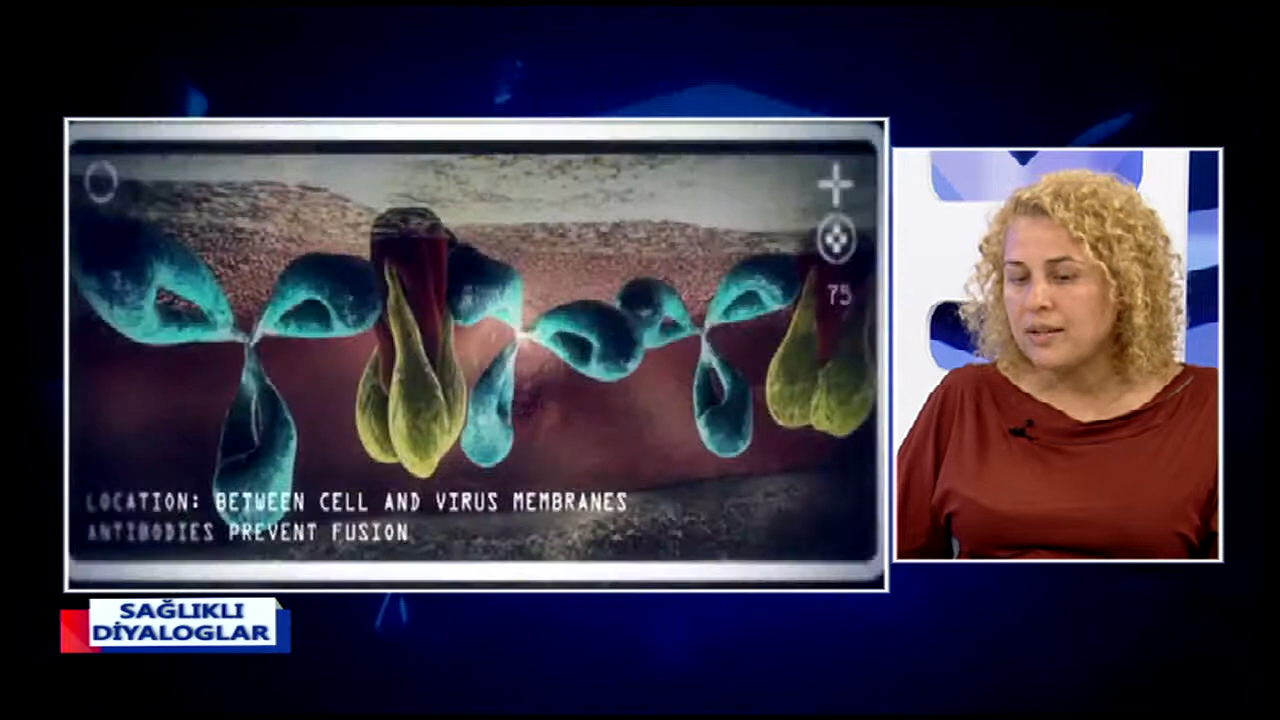 75
LOCATION: BETWEEN CELL AND VIRUS MEMBRANES
ANTIBODIES PREVENT FUSION
SAĞLIKLI
DİYALOGLAR